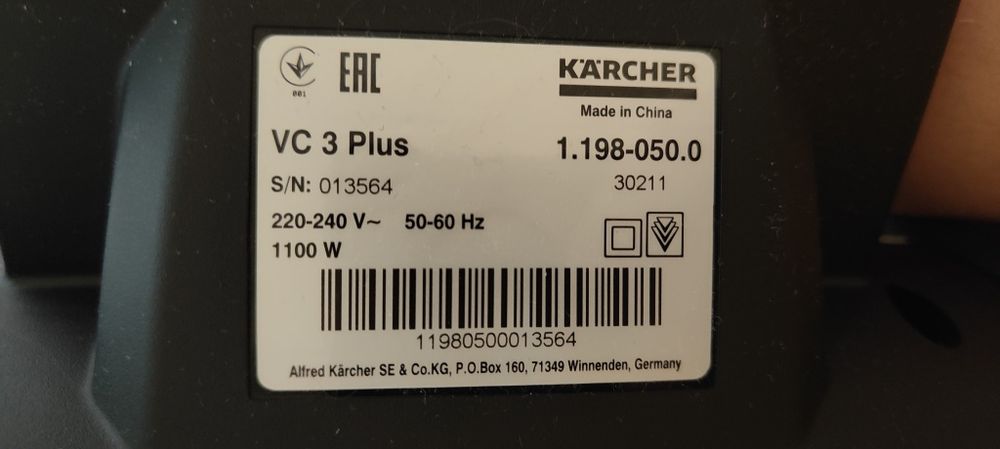 001
EAC
KÄRCHER
Made in China
VC 3 Plus
1.198-050.0
S/N: 013564
30211
220-240 V~ 50-60 Hz
1100 W
11980500013564
Alfred Kärcher SE & Co.KG, P.O.Box 160, 71349 Winnenden, Germany